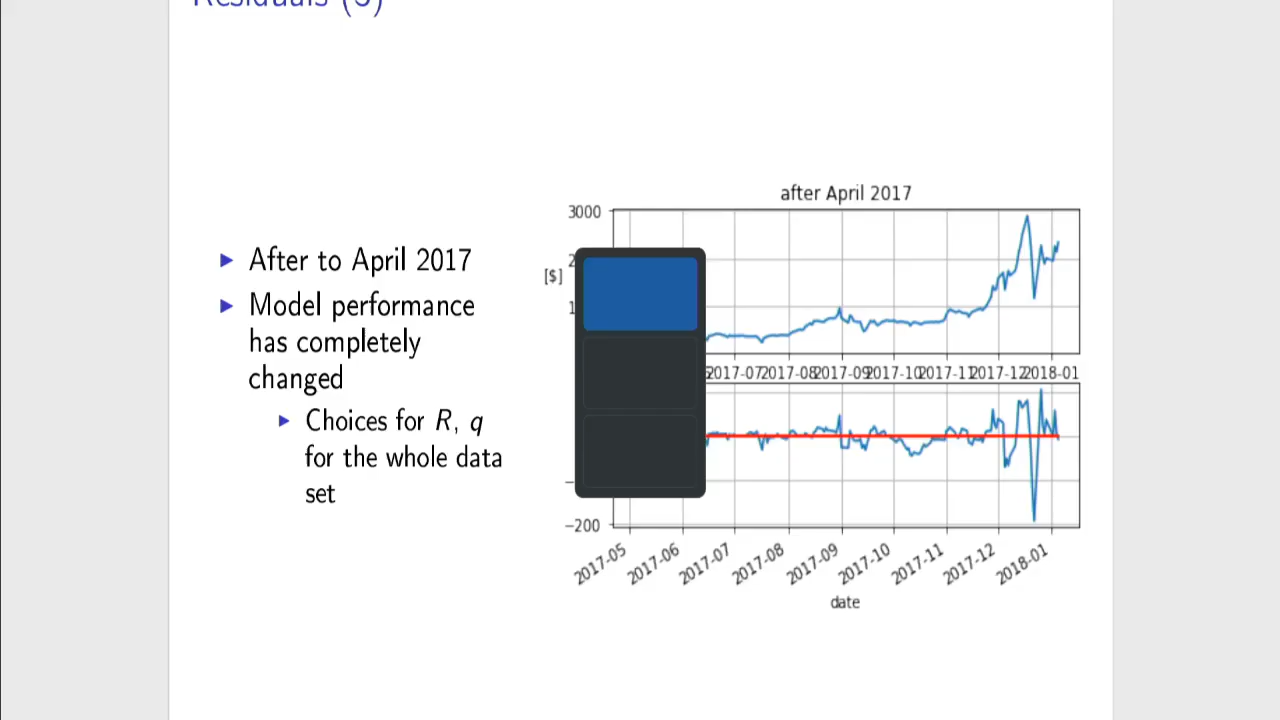 Residuals (3)
after April 2017
3000
[$]
2017-07 2017-08 2017-09 2017-10 2017-11 2017-12 2018-01
-200
2017-05 2017-06 2017-07 2017-08 2017-09 2017-10 2017-11 2017-12 2018-01
date
After to April 2017
Model performance
has completely
changed
Choices for R, q
for the whole data
set